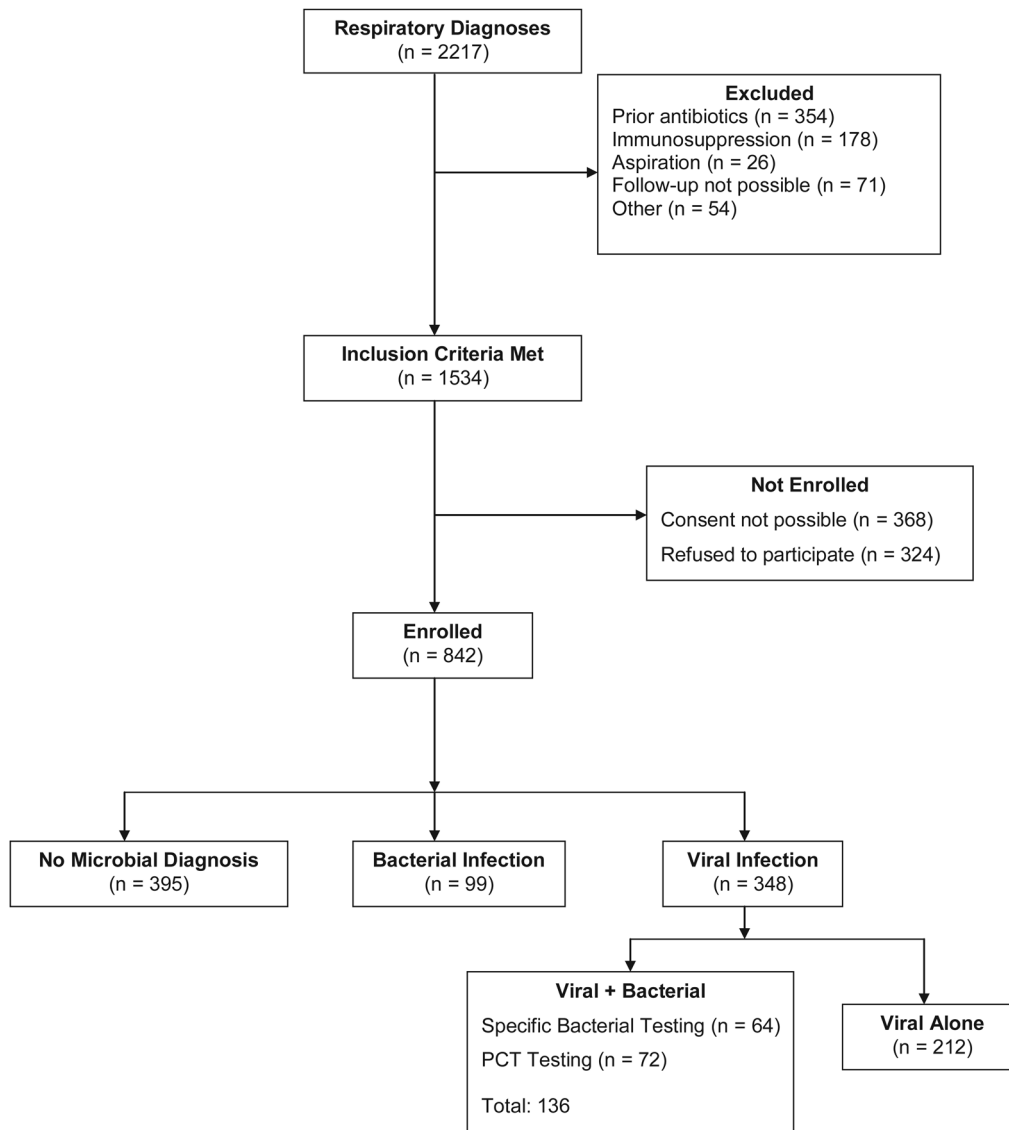 Respiratory Diagnoses
(n = 2217)
Excluded
Prior antibiotics (n = 354)
Immunosuppression (n = 178)
Aspiration (n = 26)
Follow-up not possible (n = 71)
Other (n = 54)
Inclusion Criteria Met
(n = 1534)
Not Enrolled
Consent not possible (n = 368)
Refused to participate (n = 324)
Enrolled
(n = 842)
No Microbial Diagnosis
(n = 395)
Bacterial Infection
(n = 99)
Viral Infection
(n = 348)
Viral + Bacterial
Specific Bacterial Testing (n = 64)
PCT Testing (n = 72)
Total: 136
Viral Alone
(n = 212)